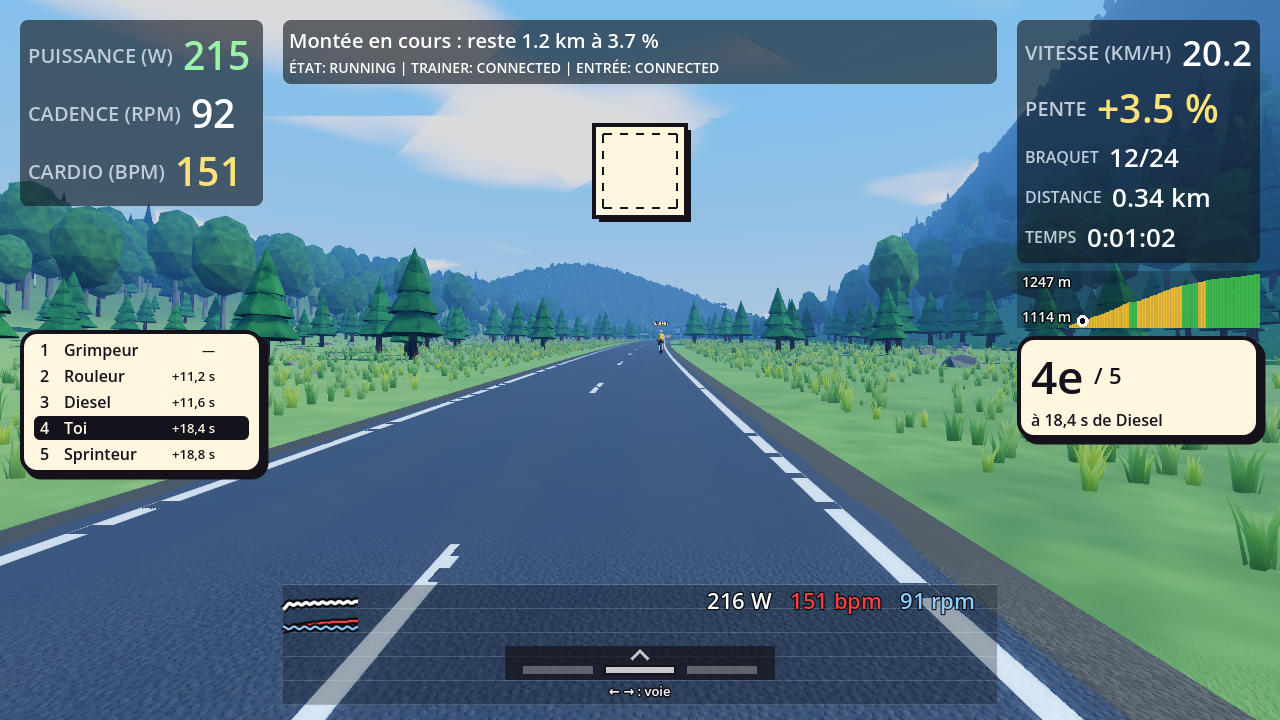 PUISSANCE (W) 215
CADENCE (RPM) 92
CARDIO (BPM) 151
Montée en cours : reste 1.2 km à 3.7 %
ÉTAT: RUNNING | TRAINER: CONNECTED | ENTRÉE: CONNECTED
VITESSE (KM/H) 20.2
PENTE +3.5 %
BRAQUET 12/24
DISTANCE 0.34 km
TEMPS 0:01:02
1247 m
1114 m
1 Grimpeur —
2 Rouleur +11,2 s
3 Diesel +11,6 s
4 Toi +18,4 s
5 Sprinteur +18,8 s
4e / 5
à 18,4 s de Diesel
216 W 151 bpm 91 rpm
← → : voie